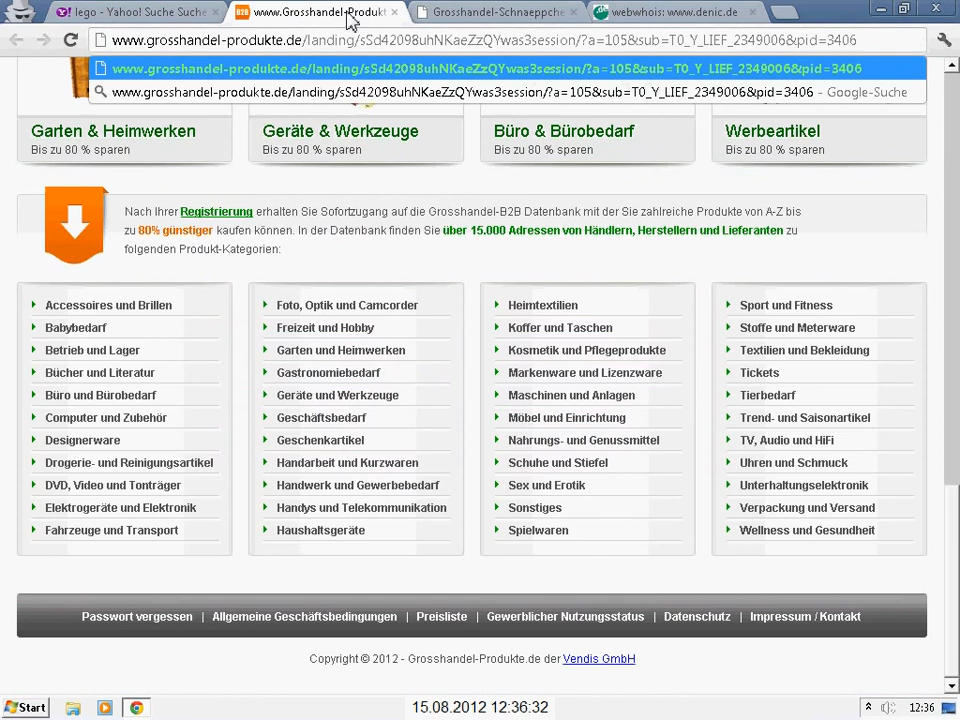 lego - Yahoo! Suche Suche
www.Grosshandel-Produkt
Grosshandel-Schnaeppche
webwhois: www.denic.de
www.grosshandel-produkte.de/landing/sSd42098uhNKaeZzQYwas3session/?a=105&sub=T0_Y_LIEF_2349006&pid=3406
www.grosshandel-produkte.de/landing/sSd42098uhNKaeZzQYwas3session/?a=105&sub=T0_Y_LIEF_2349006&pid=3406
www.grosshandel-produkte.de/landing/sSd42098uhNKaeZzQYwas3session/?a=105&sub=T0_Y_LIEF_2349006&pid=3406 - Google-Suche
Garten & Heimwerken
Bis zu 80 % sparen
Geräte & Werkzeuge
Bis zu 80 % sparen
Büro & Bürobedarf
Bis zu 80 % sparen
Werbeartikel
Bis zu 80 % sparen
Nach Ihrer Registrierung erhalten Sie Sofortzugang auf die Grosshandel-B2B Datenbank mit der Sie zahlreiche Produkte von A-Z bis
zu 80% günstiger kaufen können. In der Datenbank finden Sie über 15.000 Adressen von Händlern, Herstellern und Lieferanten zu
folgenden Produkt-Kategorien:
Accessoires und Brillen
Babybedarf
Betrieb und Lager
Bücher und Literatur
Büro und Bürobedarf
Computer und Zubehör
Designerware
Drogerie- und Reinigungsartikel
DVD, Video und Tonträger
Elektrogeräte und Elektronik
Fahrzeuge und Transport
Foto, Optik und Camcorder
Freizeit und Hobby
Garten und Heimwerken
Gastronomiebedarf
Geräte und Werkzeuge
Geschäftsbedarf
Geschenkartikel
Handarbeit und Kurzwaren
Handwerk und Gewerbebedarf
Handys und Telekommunikation
Haushaltsgeräte
Heimtextilien
Koffer und Taschen
Kosmetik und Pflegeprodukte
Markenware und Lizenzware
Maschinen und Anlagen
Möbel und Einrichtung
Nahrungs- und Genussmittel
Schuhe und Stiefel
Sex und Erotik
Sonstiges
Spielwaren
Sport und Fitness
Stoffe und Meterware
Textilien und Bekleidung
Tickets
Tierbedarf
Trend- und Saisonartikel
TV, Audio und HiFi
Uhren und Schmuck
Unterhaltungselektronik
Verpackung und Versand
Wellness und Gesundheit
Passwort vergessen | Allgemeine Geschäftsbedingungen | Preisliste | Gewerblicher Nutzungsstatus | Datenschutz | Impressum / Kontakt
Copyright © 2012 - Grosshandel-Produkte.de der Vendis GmbH
Start
15.08.2012 12:36:32
12:36